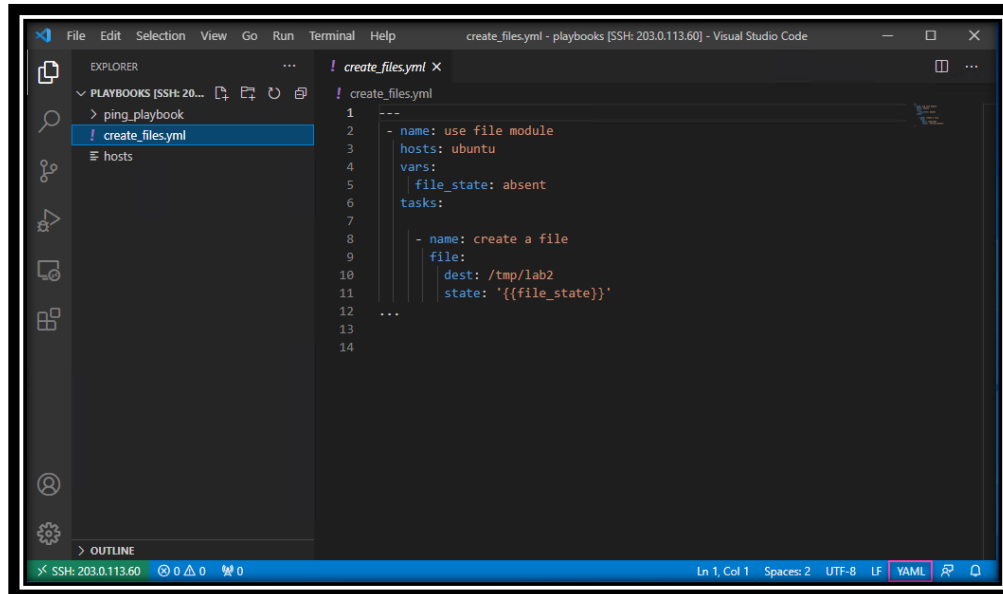 File Edit Selection View Go Run Terminal Help create_files.yml - playbooks [SSH: 203.0.113.60] - Visual Studio Code
EXPLORER
PLAYBOOKS [SSH: 20...
ping_playbook
! create_files.yml
hosts
OUTLINE
! create_files.yml
! create_files.yml
1 ---
2 - name: use file module
3 hosts: ubuntu
4 vars:
5 file_state: absent
6 tasks:
7
8 - name: create a file
9 file:
10 dest: /tmp/lab2
11 state: '{{file_state}}'
12 ...
13
14
SSH: 203.0.113.60 0 0 0 Ln 1, Col 1 Spaces: 2 UTF-8 LF YAML